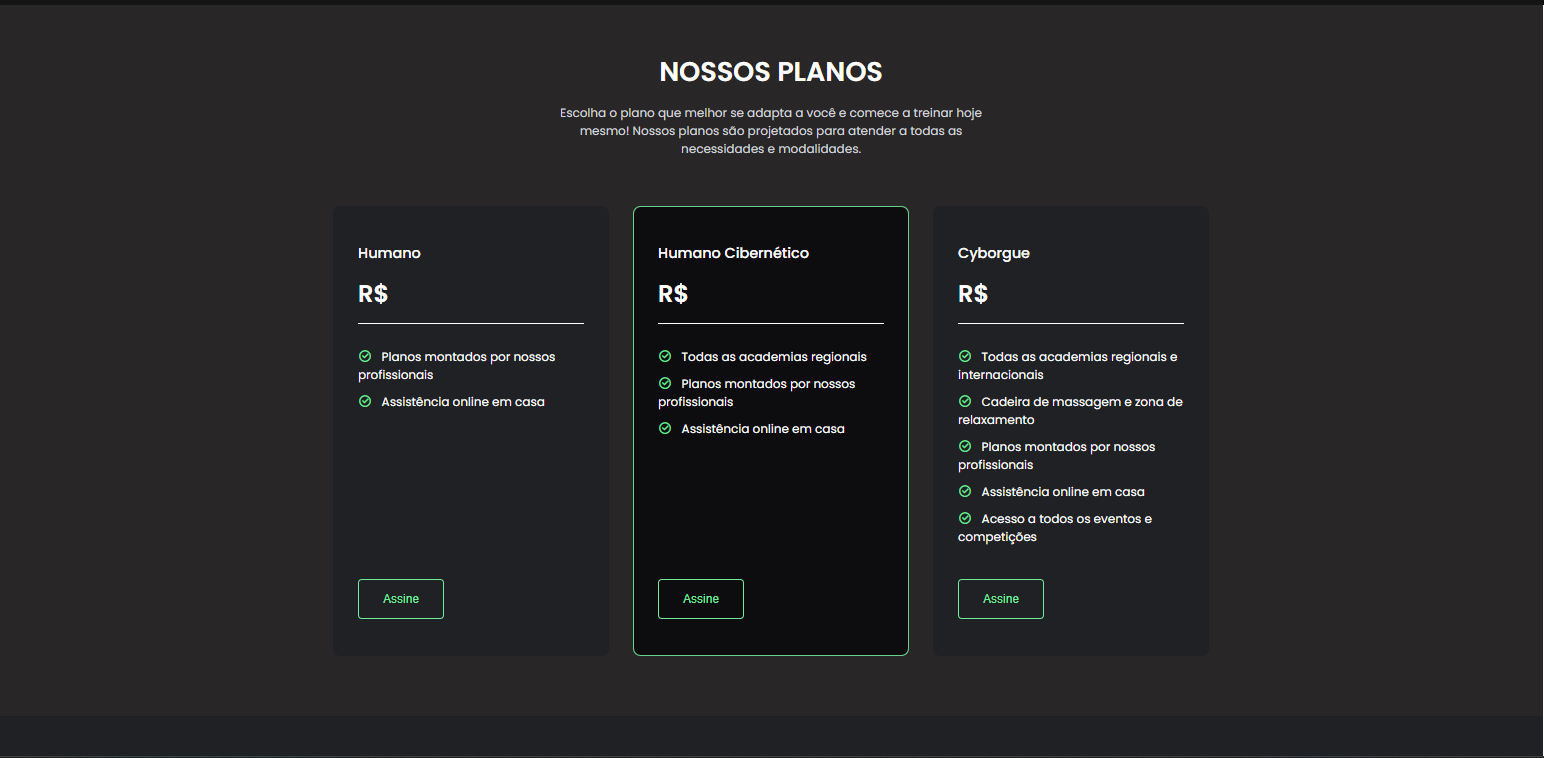 NOSSOS PLANOS
Escolha o plano que melhor se adapta a você e comece a treinar hoje
mesmo! Nossos planos são projetados para atender a todas as
necessidades e modalidades.
Humano
R$
Planos montados por nossos
profissionais
Assistência online em casa
Assine
Humano Cibernético
R$
Todas as academias regionais
Planos montados por nossos
profissionais
Assistência online em casa
Assine
Cyborgue
R$
Todas as academias regionais e
internacionais
Cadeira de massagem e zona de
relaxamento
Planos montados por nossos
profissionais
Assistência online em casa
Acesso a todos os eventos e
competições
Assine